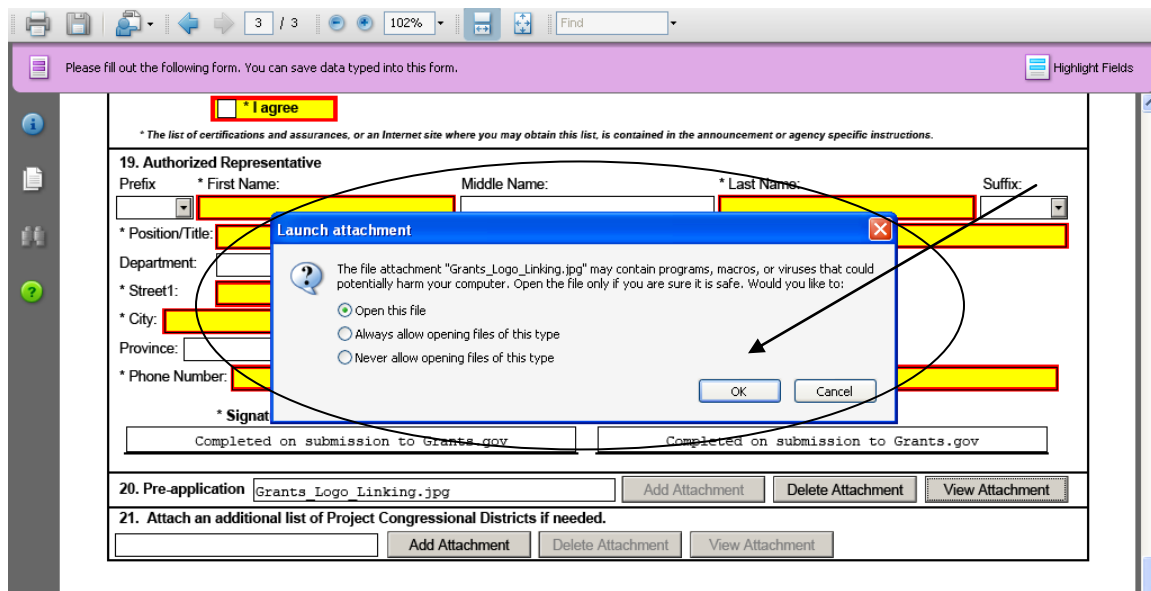 3 / 3 102% Find
Please fill out the following form. You can save data typed into this form. Highlight Fields
* I agree
* The list of certifications and assurances, or an Internet site where you may obtain this list, is contained in the announcement or agency specific instructions.
19. Authorized Representative
Prefix * First Name: Middle Name: * Last Name: Suffix:
* Position/Title:
Launch attachment
Department:
The file attachment "Grants_Logo_Linking.jpg" may contain programs, macros, or viruses that could
potentially harm your computer. Open the file only if you are sure it is safe. Would you like to:
* Street1:
Open this file
* City:
Always allow opening files of this type
Province:
Never allow opening files of this type
* Phone Number:
OK Cancel
* Signat
Completed on submission to Grants.gov Completed on submission to Grants.gov
20. Pre-application Grants_Logo_Linking.jpg Add Attachment Delete Attachment View Attachment
21. Attach an additional list of Project Congressional Districts if needed.
Add Attachment Delete Attachment View Attachment